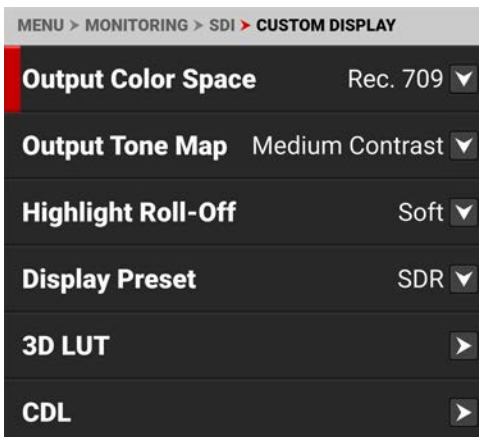 MENU > MONITORING > SDI > CUSTOM DISPLAY
Output Color Space Rec. 709
Output Tone Map Medium Contrast
Highlight Roll-Off Soft
Display Preset SDR
3D LUT
CDL